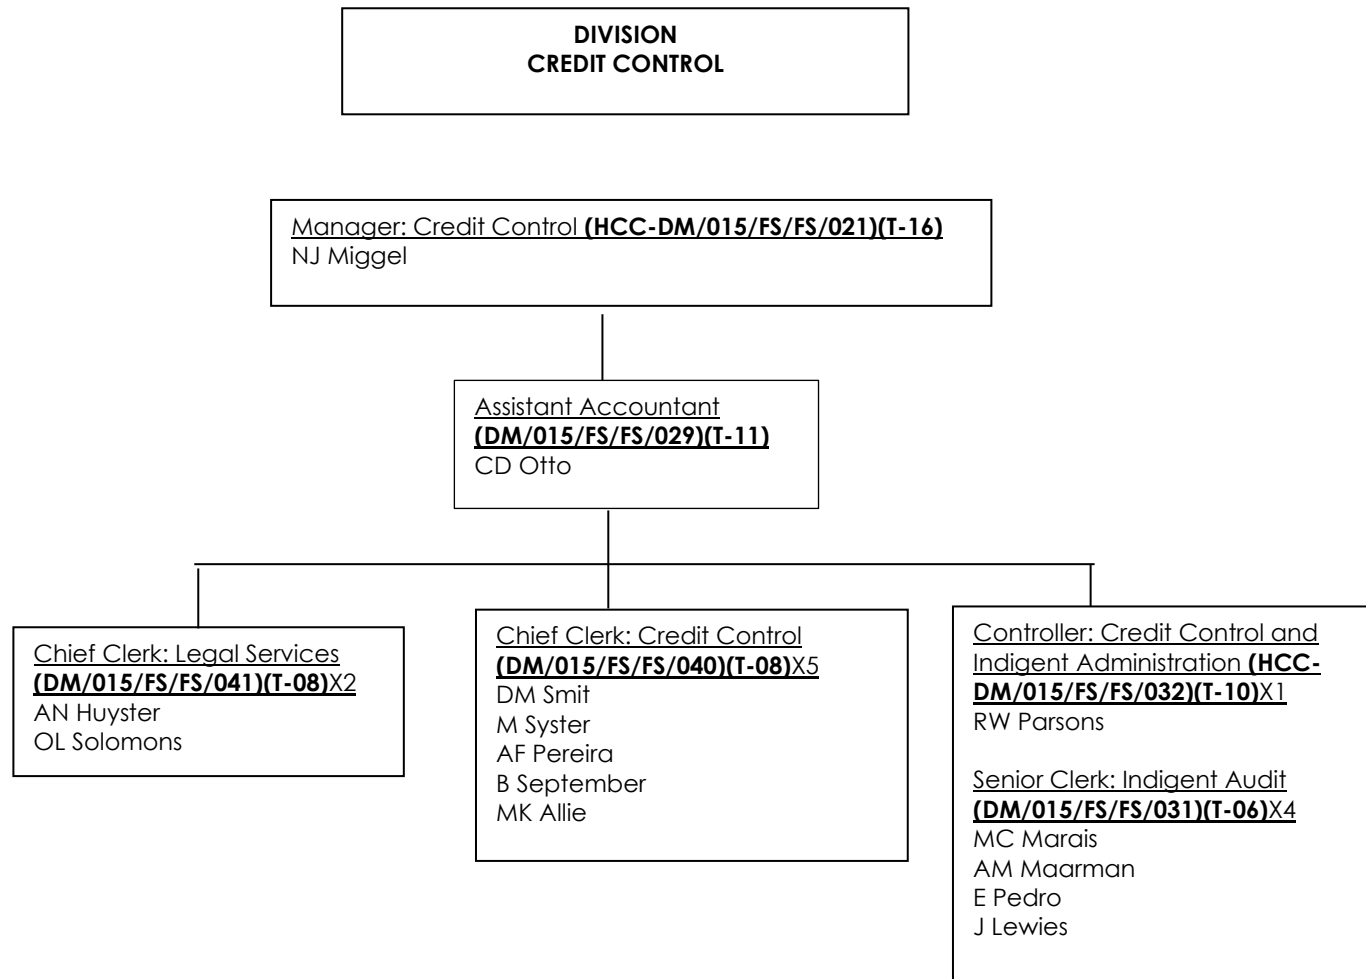 DIVISION
CREDIT CONTROL
Manager: Credit Control (HCC-DM/015/FS/FS/021)(T-16)
NJ Miggel
Assistant Accountant
(DM/015/FS/FS/029)(T-11)
CD Otto
Chief Clerk: Legal Services
(DM/015/FS/FS/041)(T-08)X2
AN Huyster
OL Solomons
Chief Clerk: Credit Control
(DM/015/FS/FS/040)(T-08)X5
DM Smit
M Syster
AF Pereira
B September
MK Allie
Controller: Credit Control and
Indigent Administration (HCC-
DM/015/FS/FS/032)(T-10)X1
RW Parsons
Senior Clerk: Indigent Audit
(DM/015/FS/FS/031)(T-06)X4
MC Marais
AM Maarman
E Pedro
J Lewies